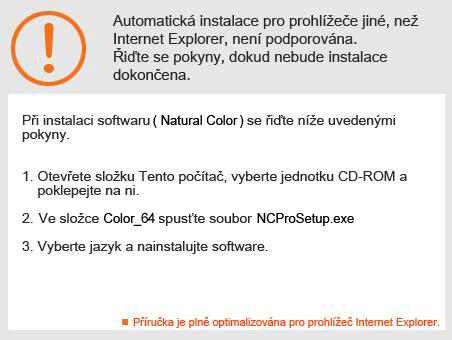 Automatická instalace pro prohlížeče jiné, než
Internet Explorer, není podporována.
Řiďte se pokyny, dokud nebude instalace
dokončena.
Při instalaci softwaru ( Natural Color ) se řiďte níže uvedenými
pokyny.
1. Otevřete složku Tento počítač, vyberte jednotku CD-ROM a
poklepejte na ni.
2. Ve složce Color_64 spusťte soubor NCProSetup.exe
3. Vyberte jazyk a nainstalujte software.
Příručka je plně optimalizována pro prohlížeč Internet Explorer.